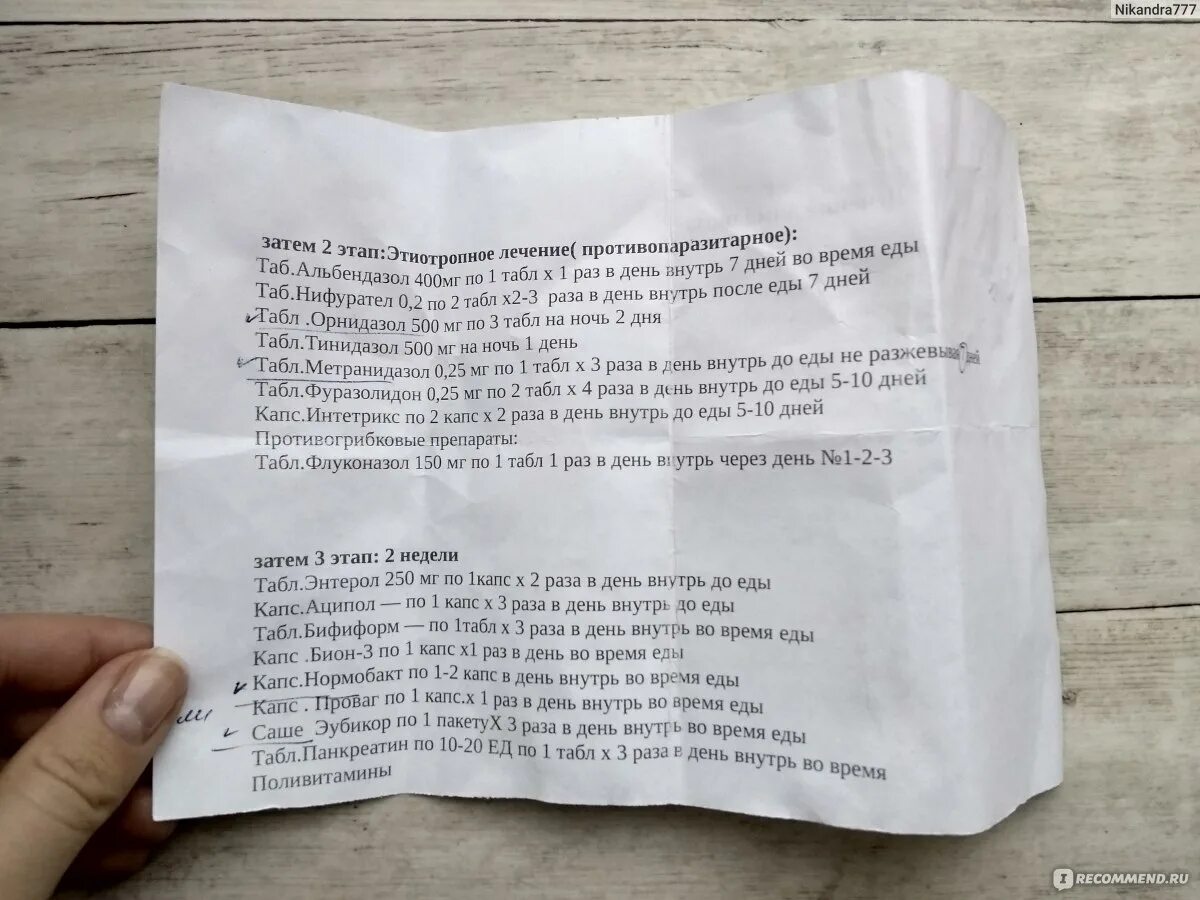 Nikandra777
затем 2 этап:Этиотропное лечение( противопаразитарное):
Таб.Альбендазол 400мг по 1 табл х 1 раз в день внутрь 7 дней во время еды
Таб.Нифурател 0,2 по 2 табл х2-3 раза в день внутрь после еды 7 дней
Табл .Орнидазол 500 мг по 3 табл на ночь 2 дня
Табл.Тинидазол 500 мг на ночь 1 день
Табл.Метранидазол 0,25 мг по 1 табл х 3 раза в день внутрь до еды не разжевывая дней
Табл.Фуразолидон 0,25 мг по 2 табл х 4 раза в день внутрь до еды 5-10 дней
Капс.Интетрикс по 2 капс х 2 раза в день внутрь до еды 5-10 дней
Противогрибковые препараты:
Табл.Флуконазол 150 мг по 1 табл 1 раз в день внутрь через день №1-2-3
затем 3 этап: 2 недели
Табл.Энтерол 250 мг по 1капс х 2 раза в день внутрь до еды
Капс.Аципол — по 1 капс х 3 раза в день внутрь до еды
Табл.Бифиформ — по 1табл х 3 раза в день внутрь во время еды
Капс .Бион-3 по 1 капс х1 раз в день во время еды
Капс.Нормобакт по 1-2 капс в день внутрь во время еды
Капс . Проваг по 1 капс.х 1 раз в день внутрь во время еды
Саше Эубикор по 1 пакетуХ 3 раза в день внутрь во время еды
Табл.Панкреатин по 10-20 ЕД по 1 табл х 3 раза в день внутрь во время
Поливитамины
IRECOMMEND.RU